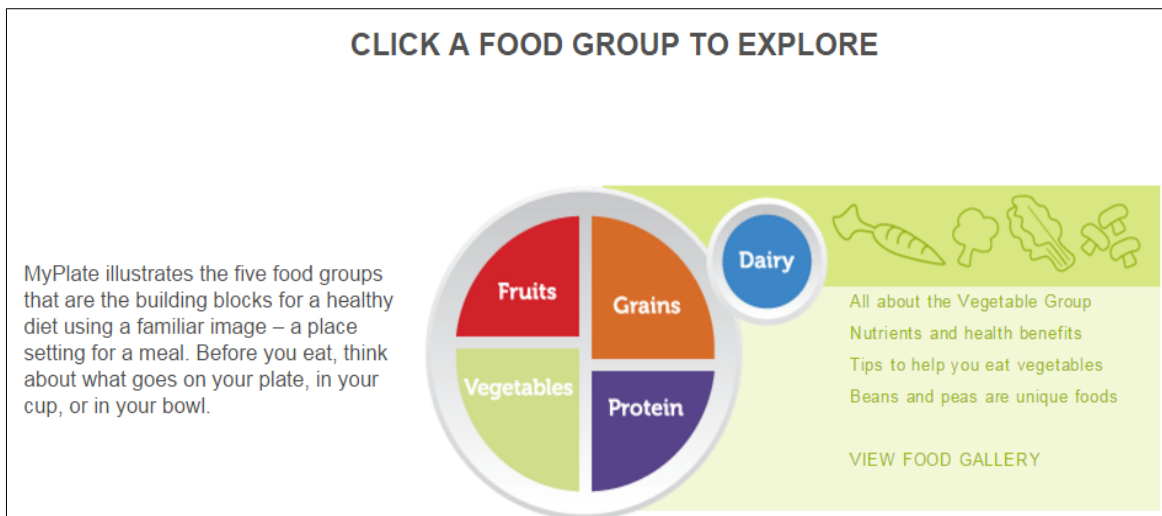 CLICK A FOOD GROUP TO EXPLORE
MyPlate illustrates the five food groups
that are the building blocks for a healthy
diet using a familiar image – a place
setting for a meal. Before you eat, think
about what goes on your plate, in your
cup, or in your bowl.
Fruits
Grains
Dairy
Vegetables
Protein
All about the Vegetable Group
Nutrients and health benefits
Tips to help you eat vegetables
Beans and peas are unique foods
VIEW FOOD GALLERY